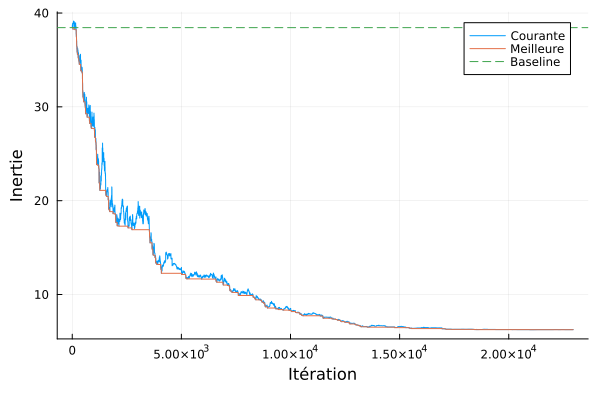 40
30
20
10
Inertie
Courante
Meilleure
Baseline
0
5.00×10³
1.00×10⁴
1.50×10⁴
2.00×10⁴
Itération